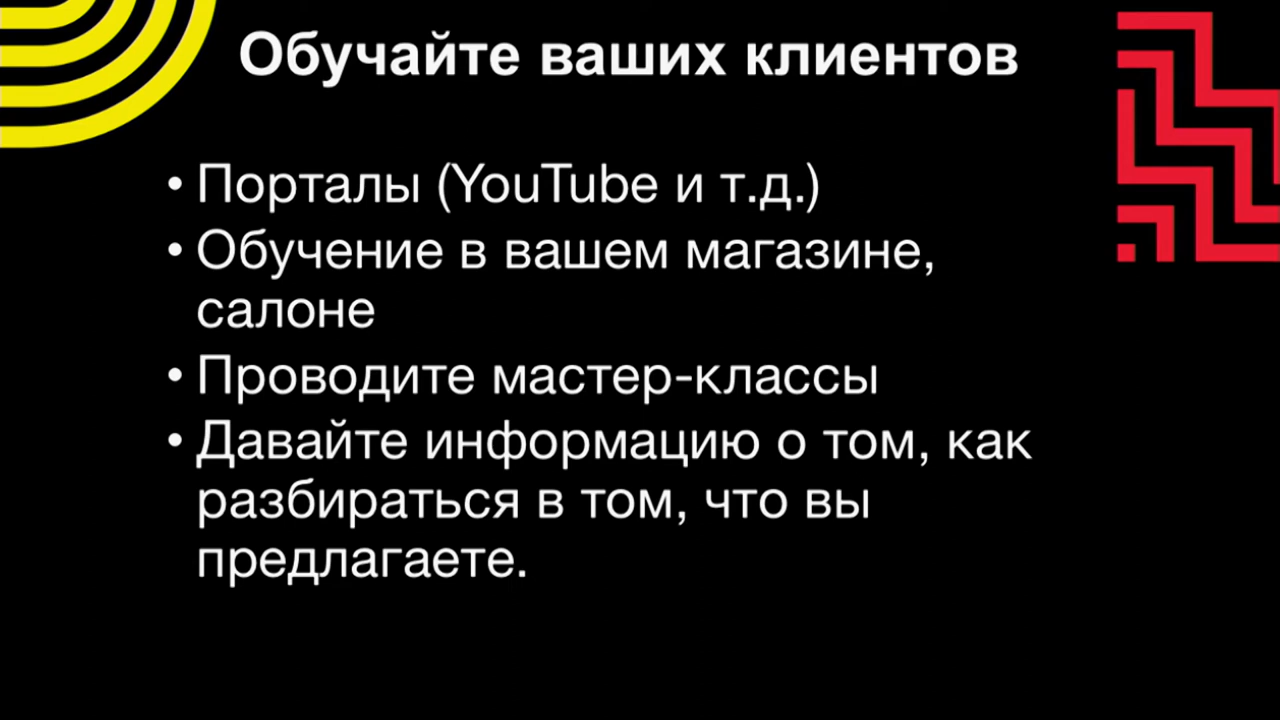 Обучайте ваших клиентов
• Порталы (YouTube и т.д.)
• Обучение в вашем магазине,
салоне
• Проводите мастер-классы
• Давайте информацию о том, как
разбираться в том, что вы
предлагаете.